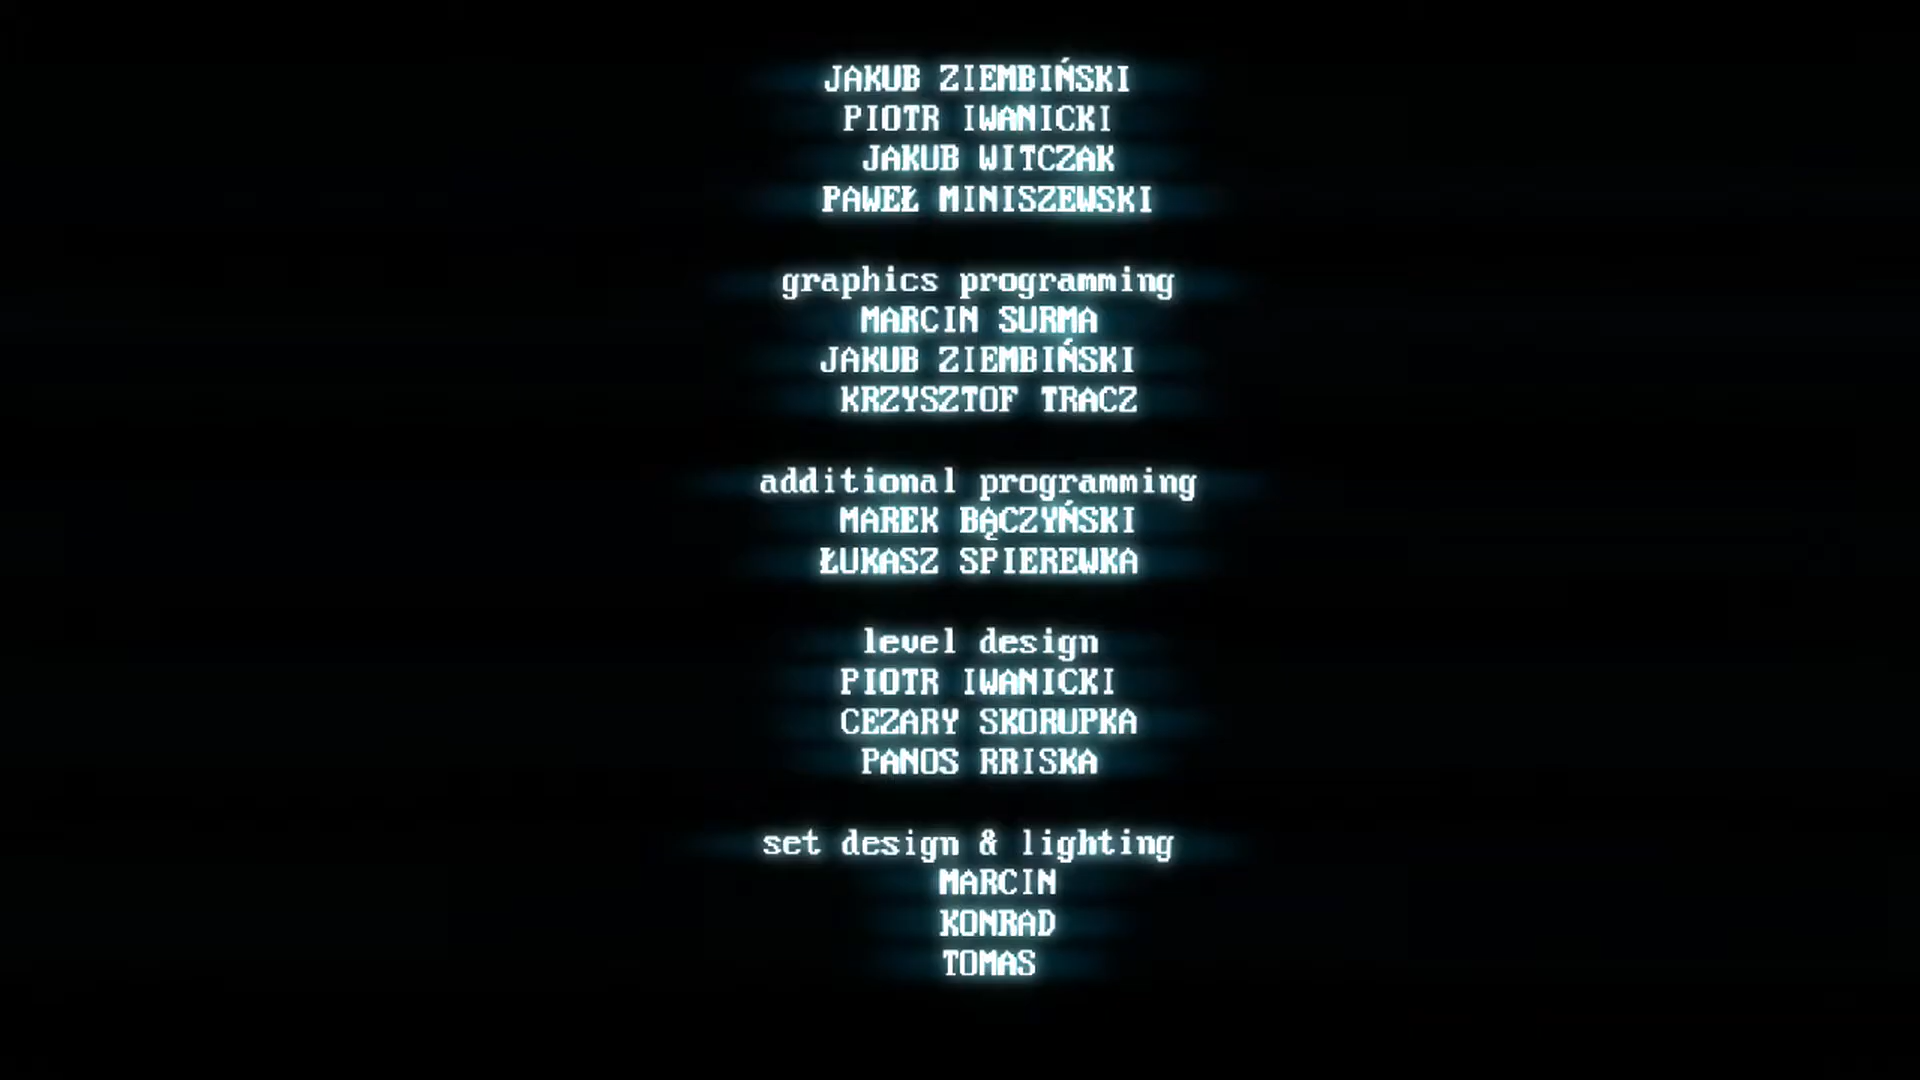 JAKUB ZIEMBIŃSKI
PIOTR IWANICKI
JAKUB WITCZAK
PAWEŁ MINISZEWSKI
graphics programming
MARCIN SURMA
JAKUB ZIEMBIŃSKI
KRZYSZTOF TRACZ
additional programming
MAREK BĄCZYŃSKI
ŁUKASZ SPIEREWKA
level design
PIOTR IWANICKI
CEZARY SKORUPKA
PANOS RRISKA
set design & lighting
MARCIN
KONRAD
TOMAS